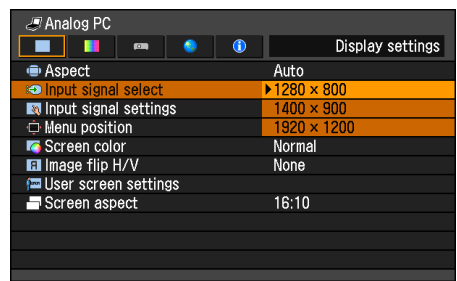 Analog PC
Display settings
Aspect Auto
Input signal select 1280 × 800
Input signal settings 1400 × 900
Menu position 1920 × 1200
Screen color Normal
Image flip H/V None
User screen settings
Screen aspect 16:10